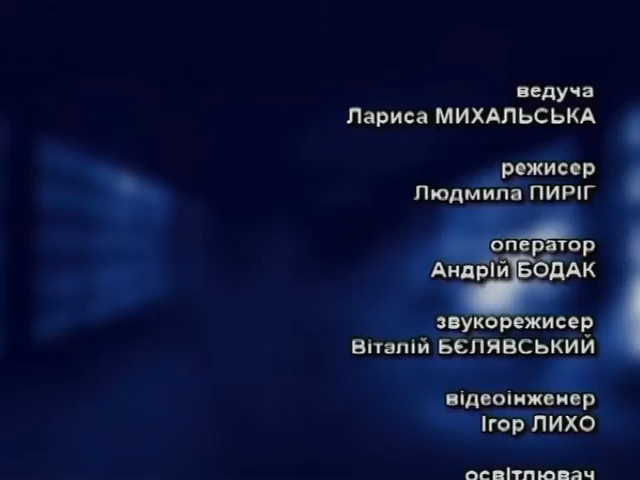 ведуча
Лариса МИХАЛЬСЬКА
режисер
Людмила ПИРІГ
оператор
Андрій БОДАК
звукорежисер
Віталій БЄЛЯВСЬКИЙ
відеоінженер
Ігор ЛИХО
освітлювач